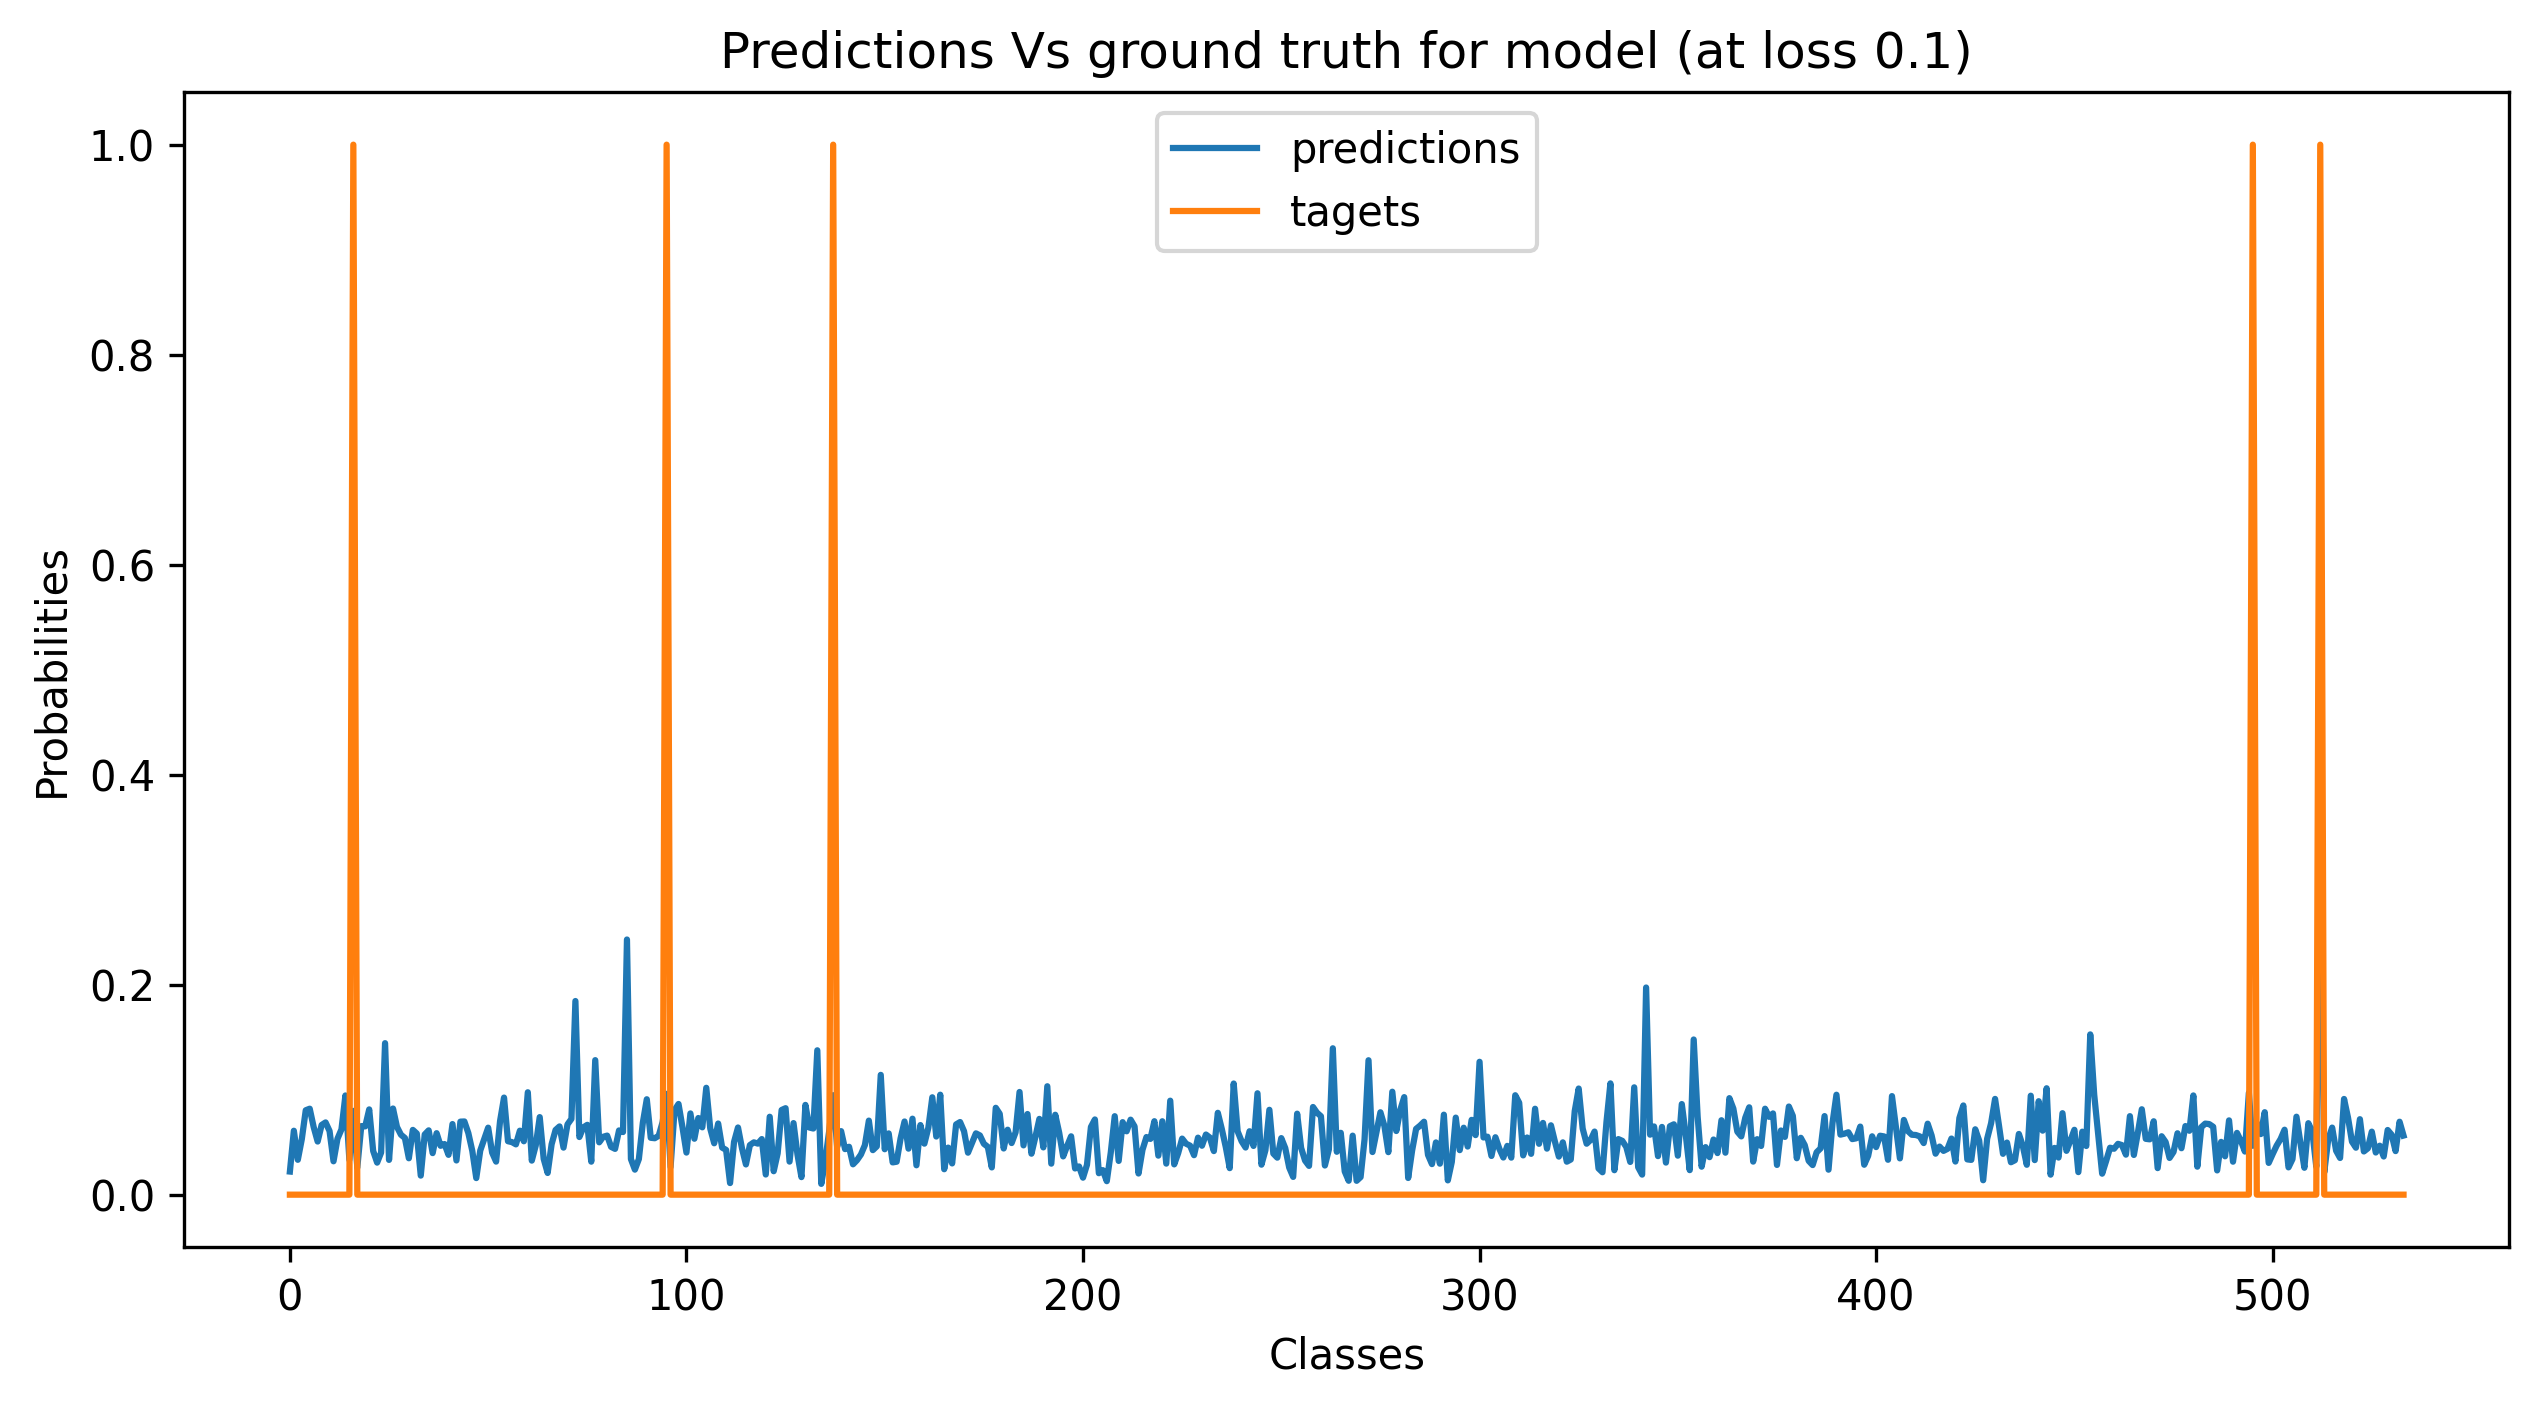 Predictions Vs ground truth for model (at loss 0.1)
predictions
tagets
1.0
0.8
0.6
0.4
0.2
0.0
Probabilities
0 100 200 300 400 500
Classes